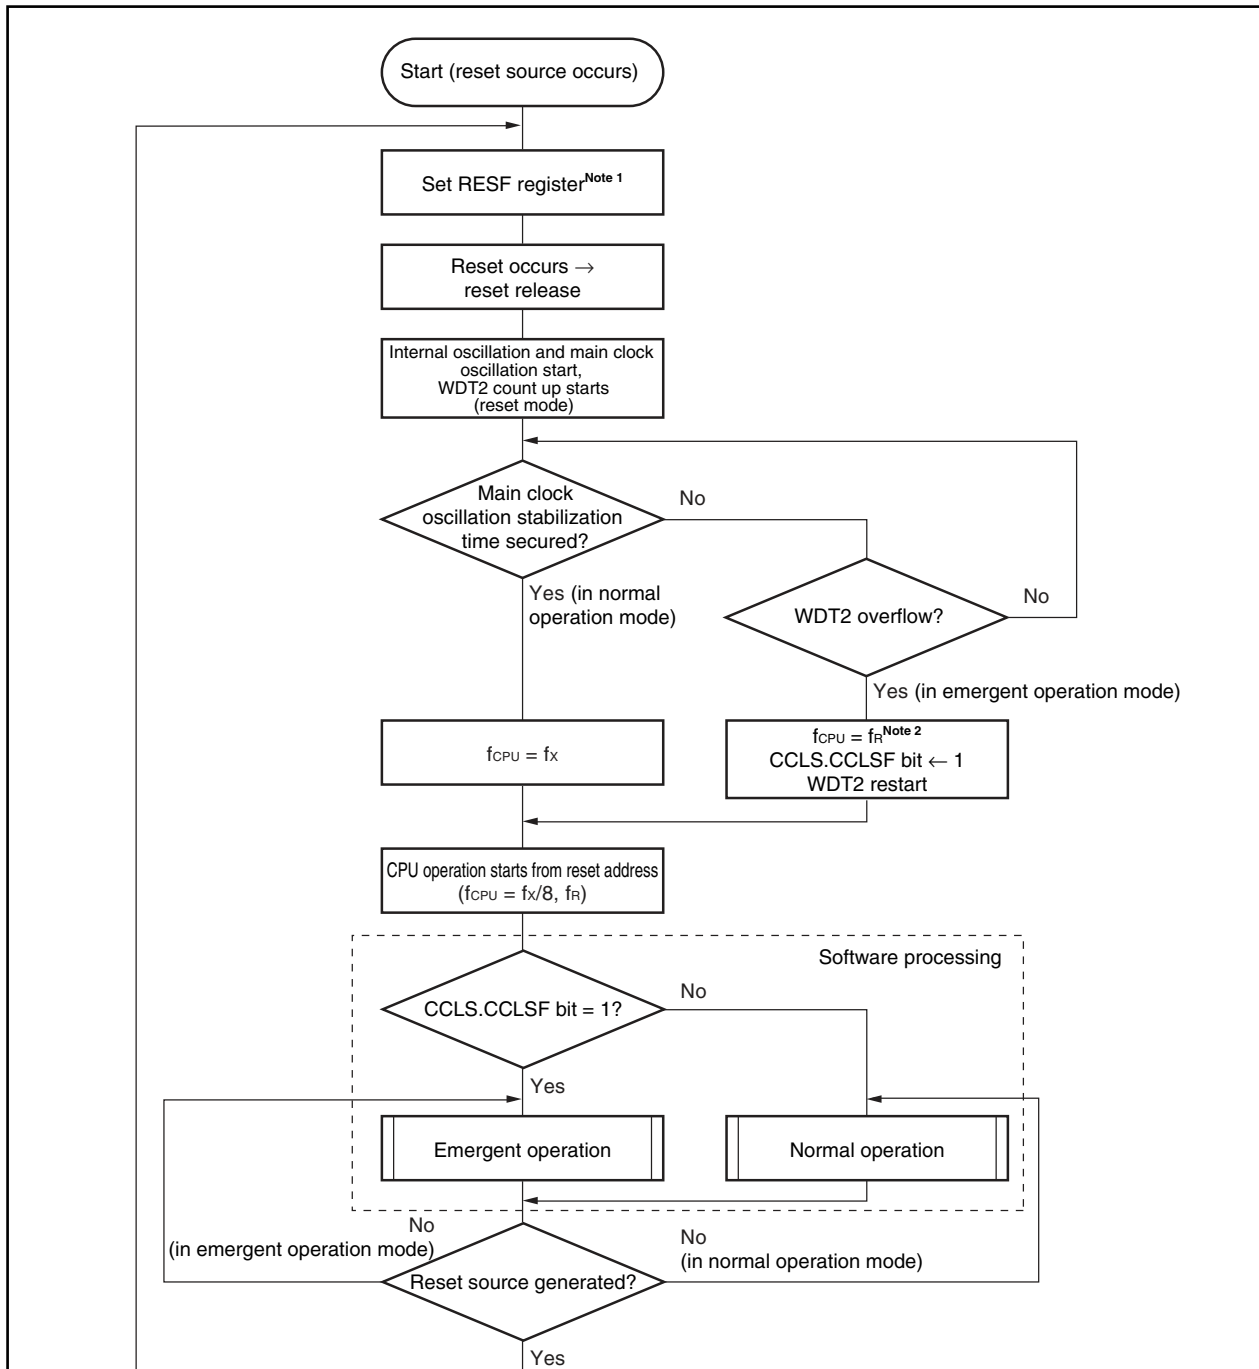 Start (reset source occurs)
Set RESF register Note 1
Reset occurs →
reset release
Internal oscillation and main clock
oscillation start,
WDT2 count up starts
(reset mode)
Main clock
oscillation stabilization
time secured?
No
Yes (in normal
operation mode)
WDT2 overflow?
No
Yes (in emergent operation mode)
fCPU = fX
fCPU = fR Note 2
CCLS.CCLSF bit ← 1
WDT2 restart
CPU operation starts from reset address
(fCPU = fX/8, fR)
Software processing
CCLS.CCLSF bit = 1?
No
Yes
Emergent operation
Normal operation
No
(in emergent operation mode)
No
(in normal operation mode)
Reset source generated?
Yes